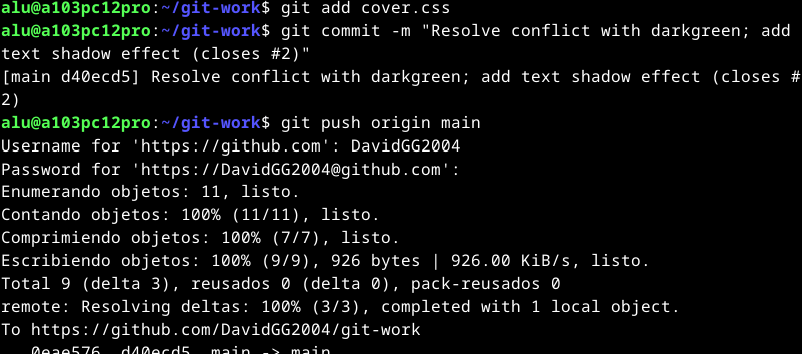 alu@a103pc12pro:~/git-work$ git add cover.css
alu@a103pc12pro:~/git-work$ git commit -m "Resolve conflict with darkgreen; add
text shadow effect (closes #2)"
[main d40ecd5] Resolve conflict with darkgreen; add text shadow effect (closes #
2)
alu@a103pc12pro:~/git-work$ git push origin main
Username for 'https://github.com': DavidGG2004
Password for 'https://DavidGG2004@github.com':
Enumerando objetos: 11, listo.
Contando objetos: 100% (11/11), listo.
Comprimiendo objetos: 100% (7/7), listo.
Escribiendo objetos: 100% (9/9), 926 bytes | 926.00 KiB/s, listo.
Total 9 (delta 3), reusados 0 (delta 0), pack-reusados 0
remote: Resolving deltas: 100% (3/3), completed with 1 local object.
To https://github.com/DavidGG2004/git-work
0eae576..d40ecd5  main -> main